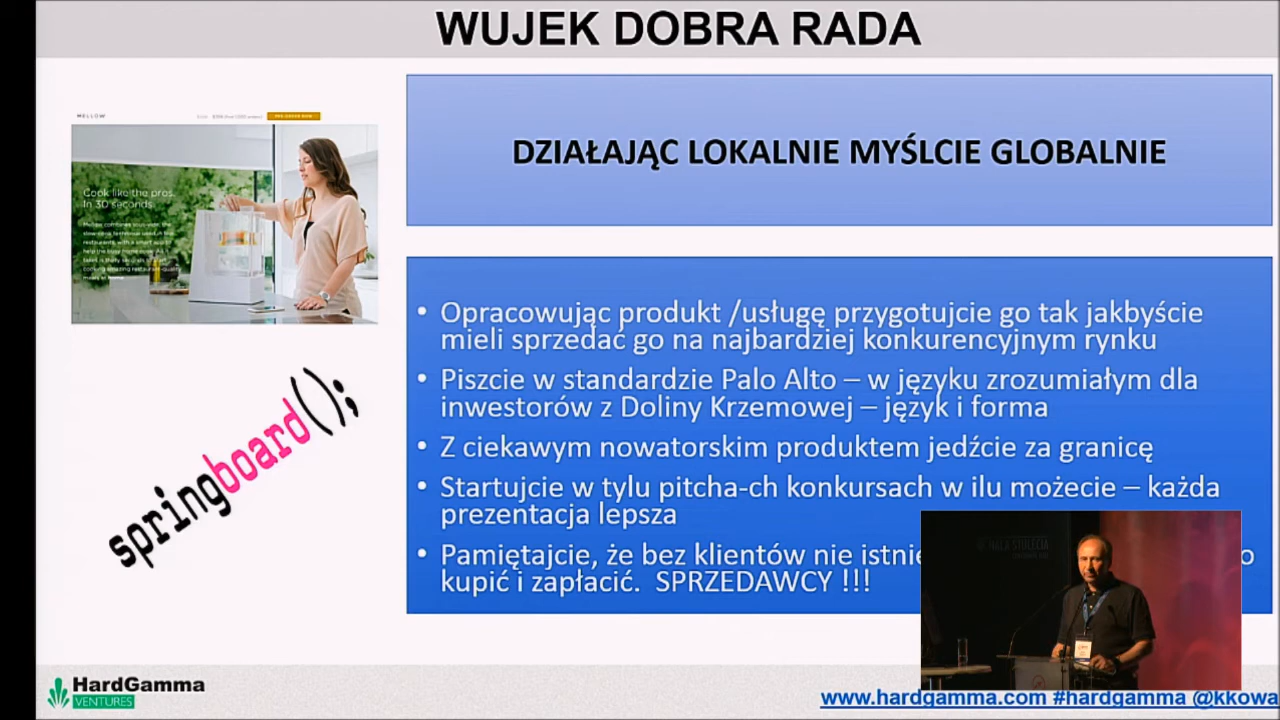 WUJEK DOBRA RADA
MELLOW
DZIAŁAJĄC LOKALNIE MYŚLCIE GLOBALNIE
Cook like the pros.
In 30 seconds.
• Opracowując produkt /usługę przygotujcie go tak jakbyście
mieli sprzedać go na najbardziej konkurencyjnym rynku
• Piszcie w standardzie Palo Alto – w języku zrozumiałym dla
inwestorów z Doliny Krzemowej – język i forma
• Z ciekawym nowatorskim produktem jedźcie za granicę
• Startujcie w tylu pitcha-ch konkursach w ilu możecie – każda
prezentacja lepsza
• Pamiętajcie, że bez klientów nie istnie o
kupić i zapłacić. SPRZEDAWCY !!!
springboard();
HALA STULECIA
HardGamma
VENTURES
www.hardgamma.com #hardgamma @kkowa